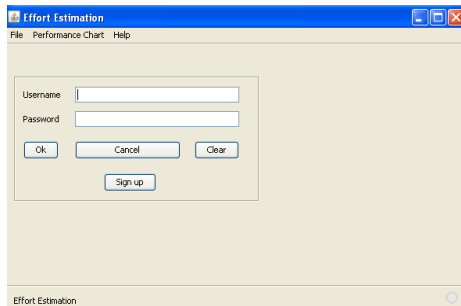 Effort Estimation
File Performance Chart Help
Username
Password
Ok Cancel Clear
Sign up
Effort Estimation